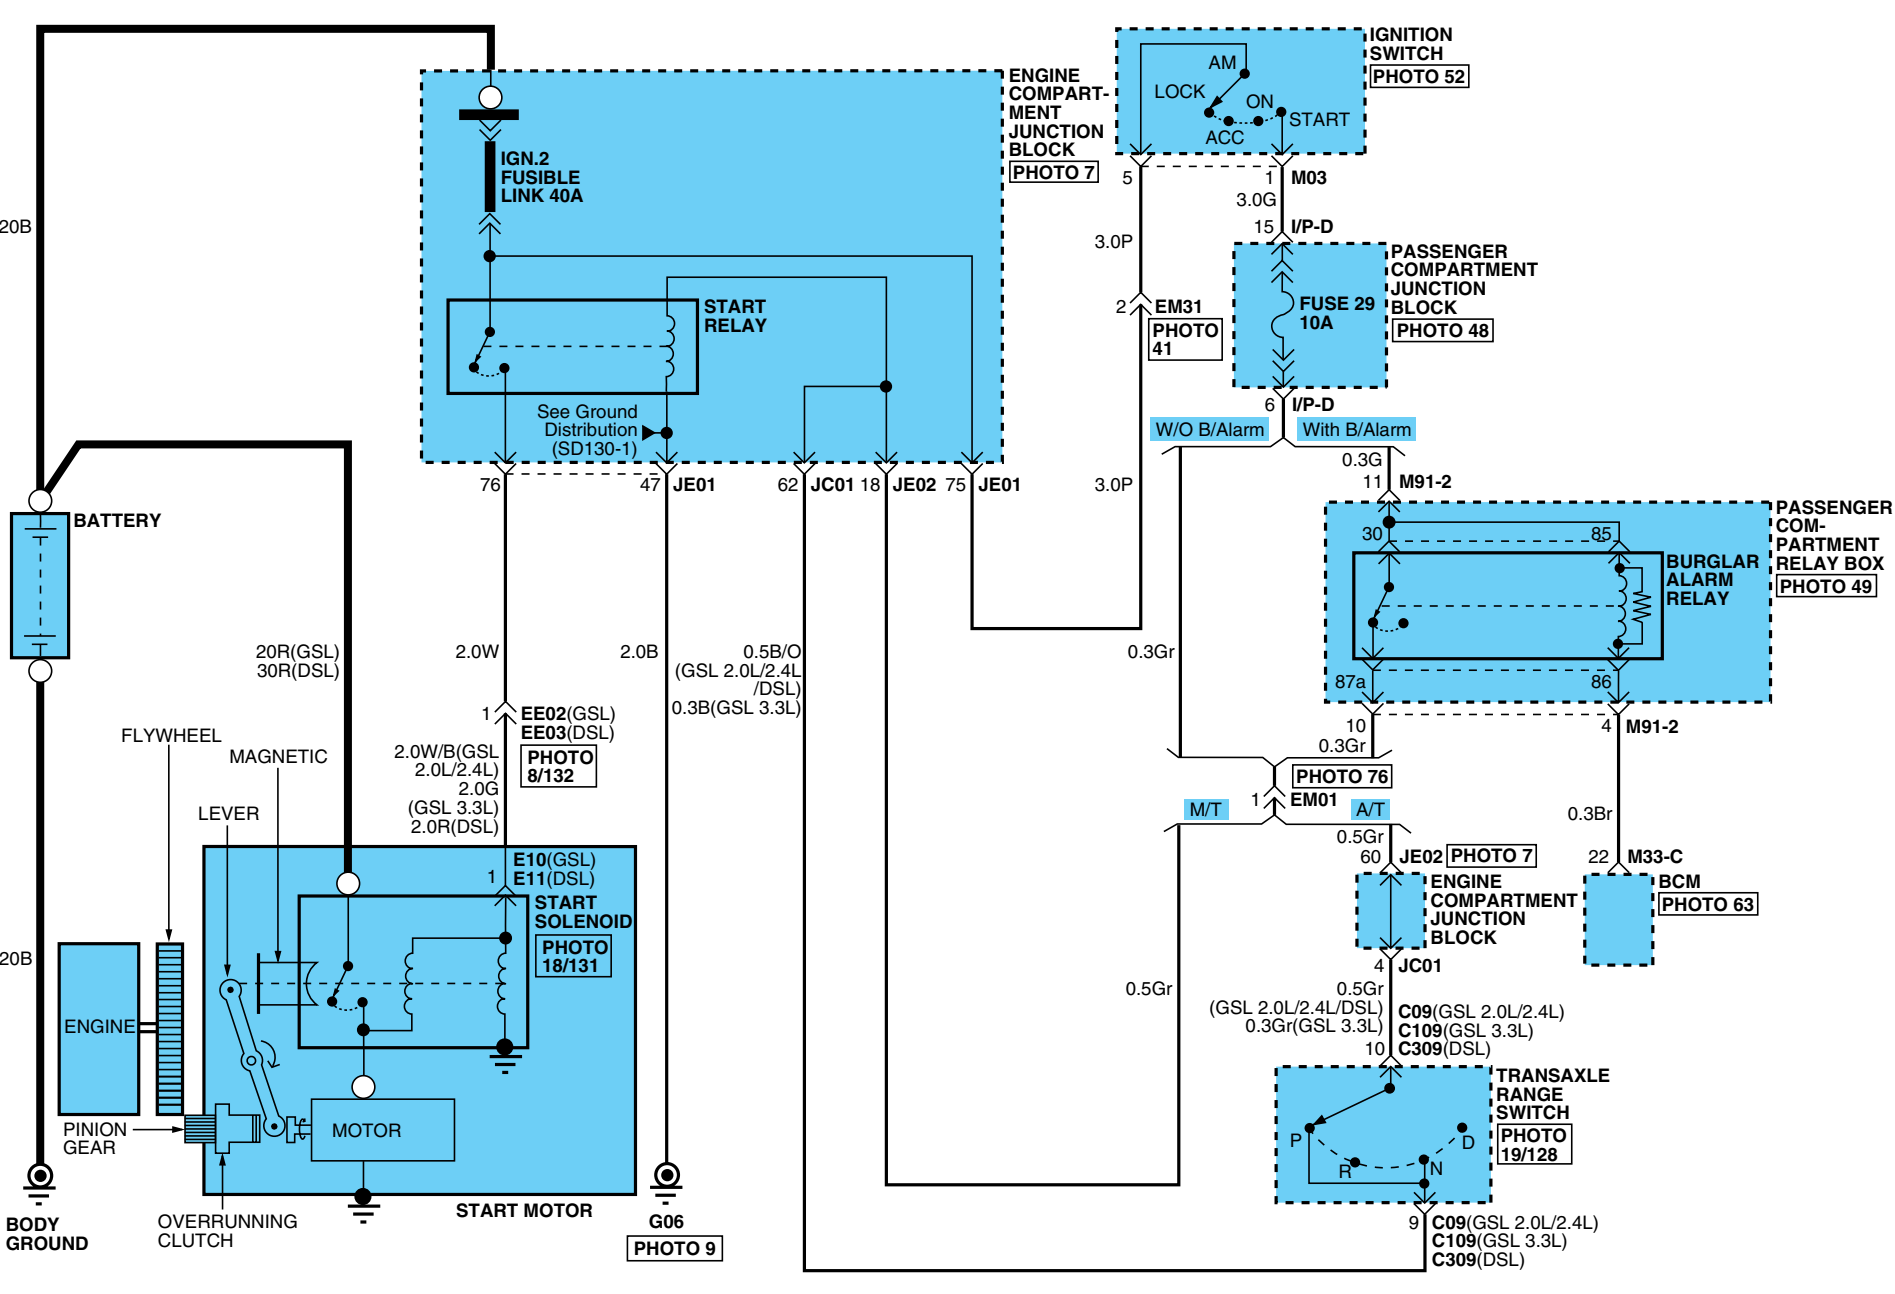 20B
IGN.2
FUSIBLE
LINK 40A
START
RELAY
See Ground
Distribution
(SD130-1)
ENGINE
COMPART-
MENT
JUNCTION
BLOCK
PHOTO 7
IGNITION
SWITCH
PHOTO 52
AM
LOCK
ON
START
ACC
5
1
M03
3.0G
15
I/P-D
3.0P
2
EM31
PHOTO
41
FUSE 29
10A
PASSENGER
COMPARTMENT
JUNCTION
BLOCK
PHOTO 48
6
I/P-D
W/O B/Alarm
With B/Alarm
0.3G
11
M91-2
3.0P
76
47
JE01
62
JC01
18
JE02
75
JE01
BATTERY
30
85
BURGLAR
ALARM
RELAY
PASSENGER
COM-
PARTMENT
RELAY BOX
PHOTO 49
87a
86
10
4
M91-2
0.3Gr
0.3Gr
20R(GSL)
30R(DSL)
2.0W
2.0B
0.5B/O
(GSL 2.0L/2.4L
/DSL)
0.3B(GSL 3.3L)
1
EE02(GSL)
EE03(DSL)
PHOTO
8/132
2.0W/B(GSL
2.0L/2.4L)
2.0G
(GSL 3.3L)
2.0R(DSL)
PHOTO 76
1
EM01
M/T
A/T
0.5Gr
60
JE02
PHOTO 7
ENGINE
COMPARTMENT
JUNCTION
BLOCK
4
JC01
0.3Br
22
M33-C
BCM
PHOTO 63
FLYWHEEL
MAGNETIC
LEVER
1
E10(GSL)
E11(DSL)
START
SOLENOID
PHOTO
18/131
20B
ENGINE
MOTOR
PINION
GEAR
OVERRUNNING
CLUTCH
START MOTOR
BODY
GROUND
G06
PHOTO 9
0.5Gr
0.5Gr
(GSL 2.0L/2.4L/DSL)
0.3Gr(GSL 3.3L)
10
C09(GSL 2.0L/2.4L)
C109(GSL 3.3L)
C309(DSL)
TRANSAXLE
RANGE
SWITCH
PHOTO
19/128
P
R
N
D
9
C09(GSL 2.0L/2.4L)
C109(GSL 3.3L)
C309(DSL)